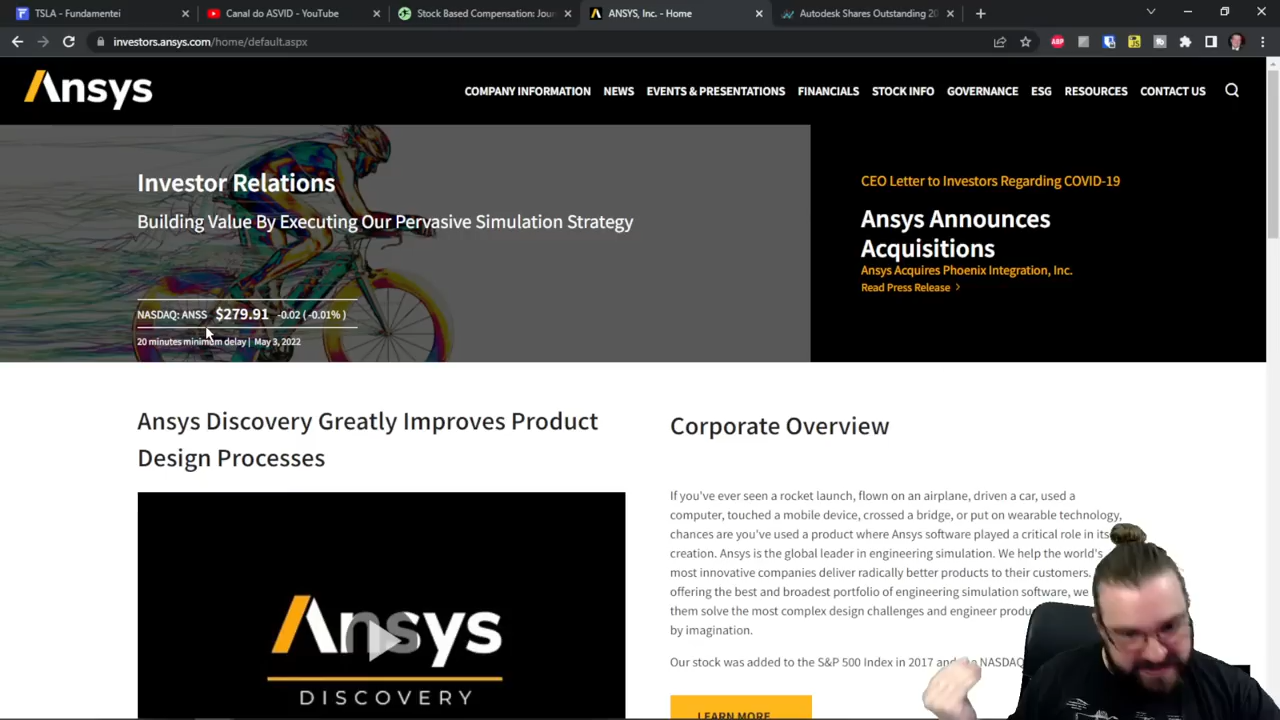 TSLA - Fundamentei
Canal do ASVID - YouTube
Stock Based Compensation: Jour
ANSYS, Inc. - Home
Autodesk Shares Outstanding 20
investors.ansys.com/home/default.aspx
ABP
Ansys
COMPANY INFORMATION NEWS EVENTS & PRESENTATIONS FINANCIALS STOCK INFO GOVERNANCE ESG RESOURCES CONTACT US
Investor Relations
Building Value By Executing Our Pervasive Simulation Strategy
NASDAQ: ANSS $279.91 -0.02 ( -0.01% )
20 minutes minimum delay | May 3, 2022
CEO Letter to Investors Regarding COVID-19
Ansys Announces
Acquisitions
Ansys Acquires Phoenix Integration, Inc.
Read Press Release >
Ansys Discovery Greatly Improves Product
Design Processes
Ansys
DISCOVERY
Corporate Overview
If you've ever seen a rocket launch, flown on an airplane, driven a car, used a
computer, touched a mobile device, crossed a bridge, or put on wearable technology,
chances are you've used a product where Ansys software played a critical role in its
creation. Ansys is the global leader in engineering simulation. We help the world's
most innovative companies deliver radically better products to their customers.
offering the best and broadest portfolio of engineering simulation software, we
them solve the most complex design challenges and engineer
by imagination.
Our stock was added to the S&P 500 Index in 2017 and NASDAQ
LEARN MORE